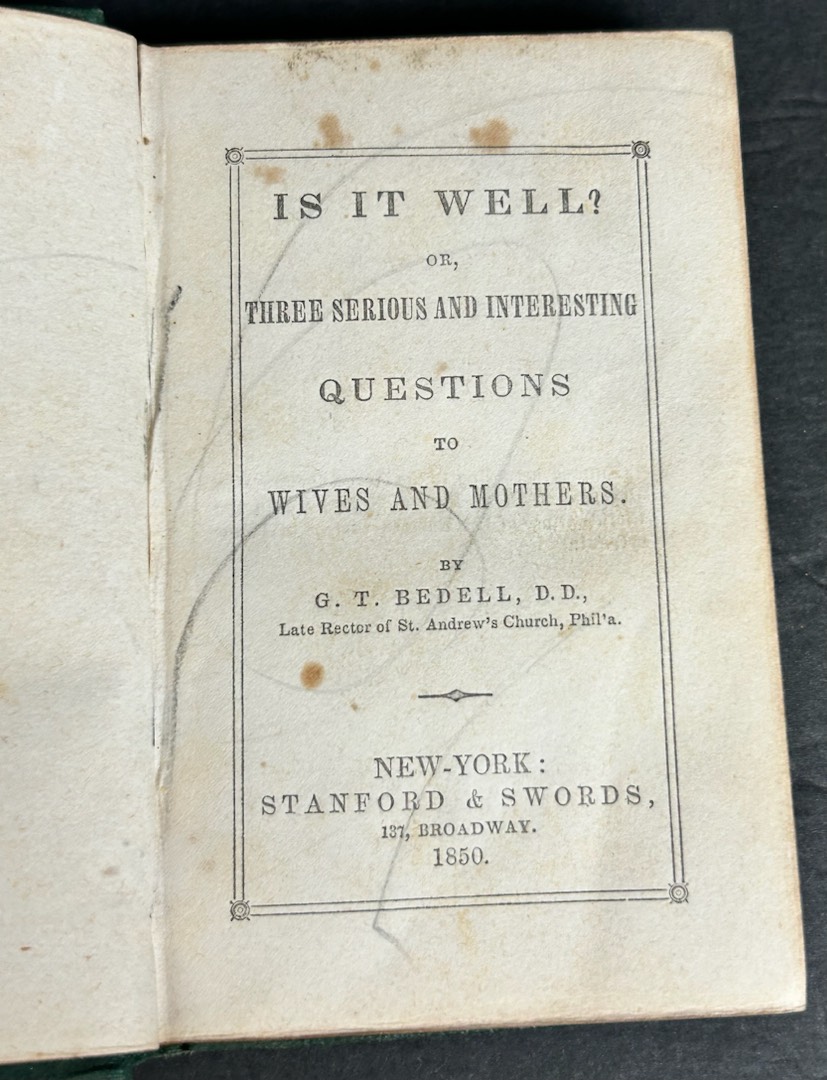 IS IT WELL?
OR,
THREE SERIOUS AND INTERESTING
QUESTIONS
TO
WIVES AND MOTHERS.
BY
G. T. BEDELL, D.D.,
Late Rector of St. Andrew's Church, Phil'a.
NEW-YORK:
STANFORD & SWORDS,
137, BROADWAY.
1850.